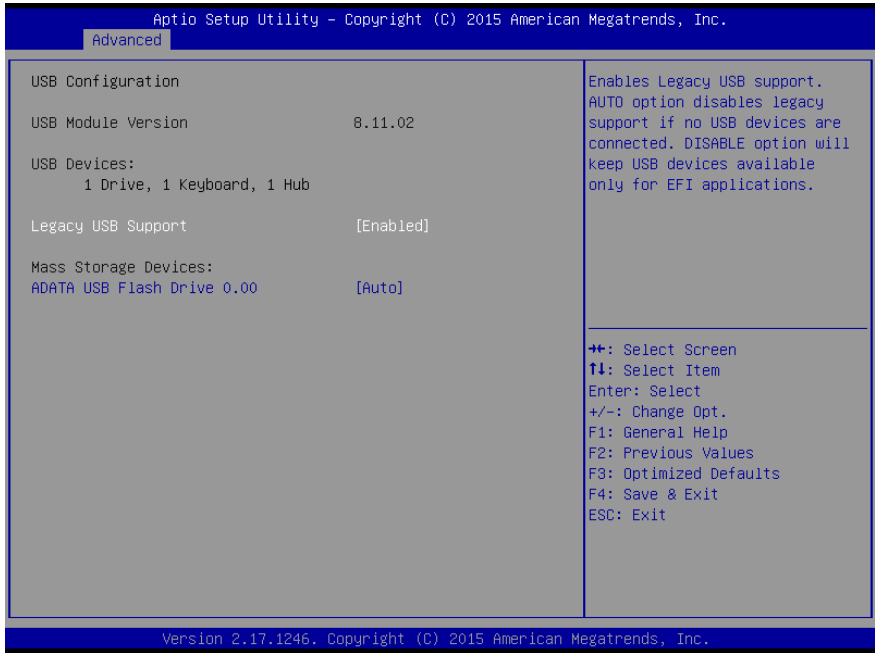 Aptio Setup Utility – Copyright (C) 2015 American Megatrends, Inc.
Advanced
USB Configuration
USB Module Version 8.11.02
USB Devices:
1 Drive, 1 Keyboard, 1 Hub
Legacy USB Support [Enabled]
Mass Storage Devices:
ADATA USB Flash Drive 0.00 [Auto]
Enables Legacy USB support.
AUTO option disables legacy
support if no USB devices are
connected. DISABLE option will
keep USB devices available
only for EFI applications.
→←: Select Screen
↑↓: Select Item
Enter: Select
+/-: Change Opt.
F1: General Help
F2: Previous Values
F3: Optimized Defaults
F4: Save & Exit
ESC: Exit
Version 2.17.1246. Copyright (C) 2015 American Megatrends, Inc.